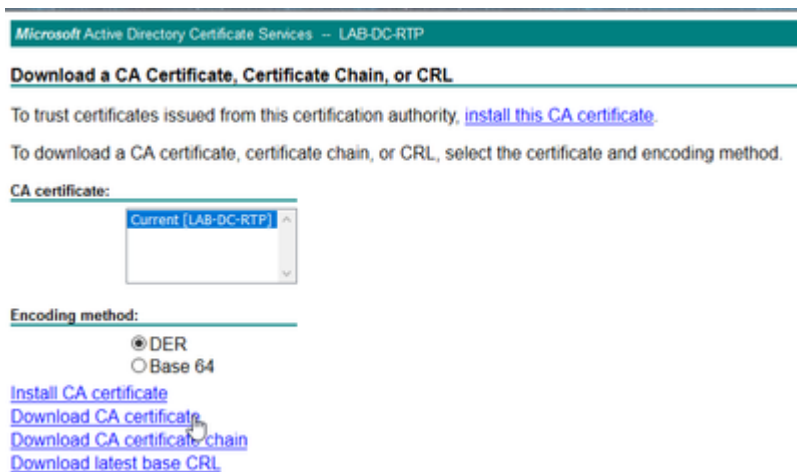 Microsoft Active Directory Certificate Services -- LAB-DC-RTP
Download a CA Certificate, Certificate Chain, or CRL
To trust certificates issued from this certification authority, install this CA certificate.
To download a CA certificate, certificate chain, or CRL, select the certificate and encoding method.
CA certificate:
Current [LAB-DC-RTP]
Encoding method:
DER
Base 64
Install CA certificate
Download CA certificate
Download CA certificate chain
Download latest base CRL